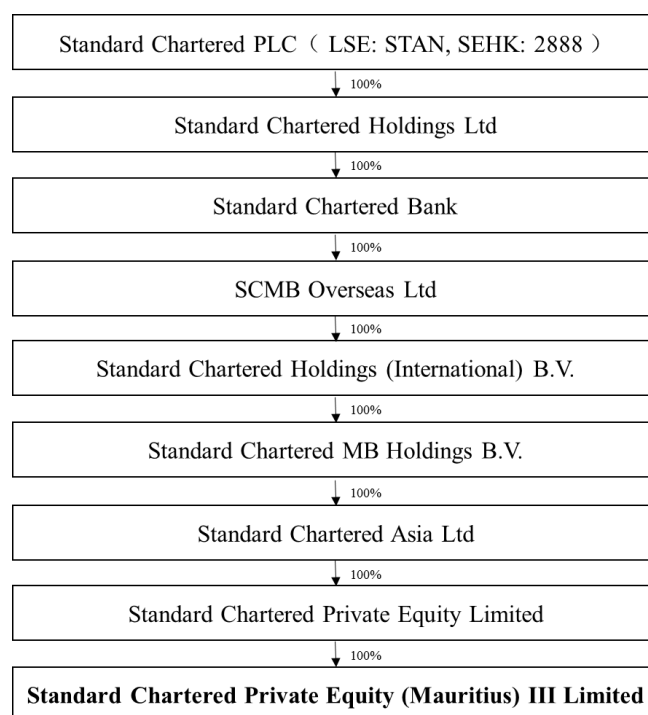 Standard Chartered PLC（ LSE: STAN, SEHK: 2888 ）
100%
Standard Chartered Holdings Ltd
100%
Standard Chartered Bank
100%
SCMB Overseas Ltd
100%
Standard Chartered Holdings (International) B.V.
100%
Standard Chartered MB Holdings B.V.
100%
Standard Chartered Asia Ltd
100%
Standard Chartered Private Equity Limited
100%
Standard Chartered Private Equity (Mauritius) III Limited